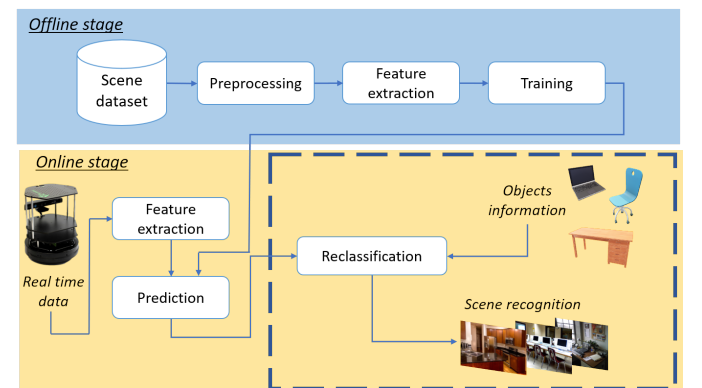 Offline stage
Scene
dataset
Preprocessing
Feature
extraction
Training
Online stage
Real time
data
Feature
extraction
Prediction
Reclassification
Objects
information
Scene recognition